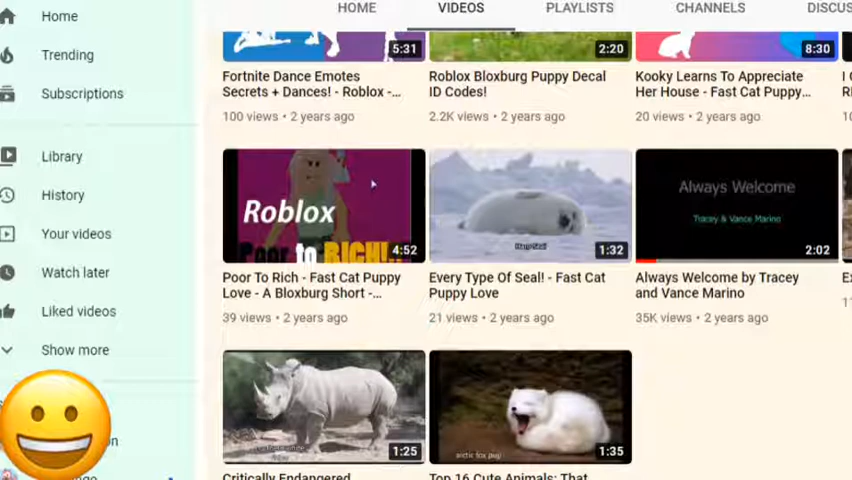 HOME VIDEOS PLAYLISTS CHANNELS DISCUS
Home
Trending
Subscriptions
Library
History
Your videos
Watch later
Liked videos
Show more
5:31
2:20
8:30
Fortnite Dance Emotes
Secrets + Dances! - Roblox -...
100 views • 2 years ago
Roblox Bloxburg Puppy Decal
ID Codes!
2.2K views • 2 years ago
Kooky Learns To Appreciate
Her House - Fast Cat Puppy...
20 views • 2 years ago
Roblox
Poor to RICH!
4:52
Poor To Rich - Fast Cat Puppy
Love - A Bloxburg Short -...
39 views • 2 years ago
Harp Seal
1:32
Every Type Of Seal! - Fast Cat
Puppy Love
21 views • 2 years ago
Always Welcome
Tracey & Vance Marino
2:02
Always Welcome by Tracey
and Vance Marino
35K views • 2 years ago
1:25
Critically Endangered
arctic fox pup
1:35
Top 16 Cute Animals: That